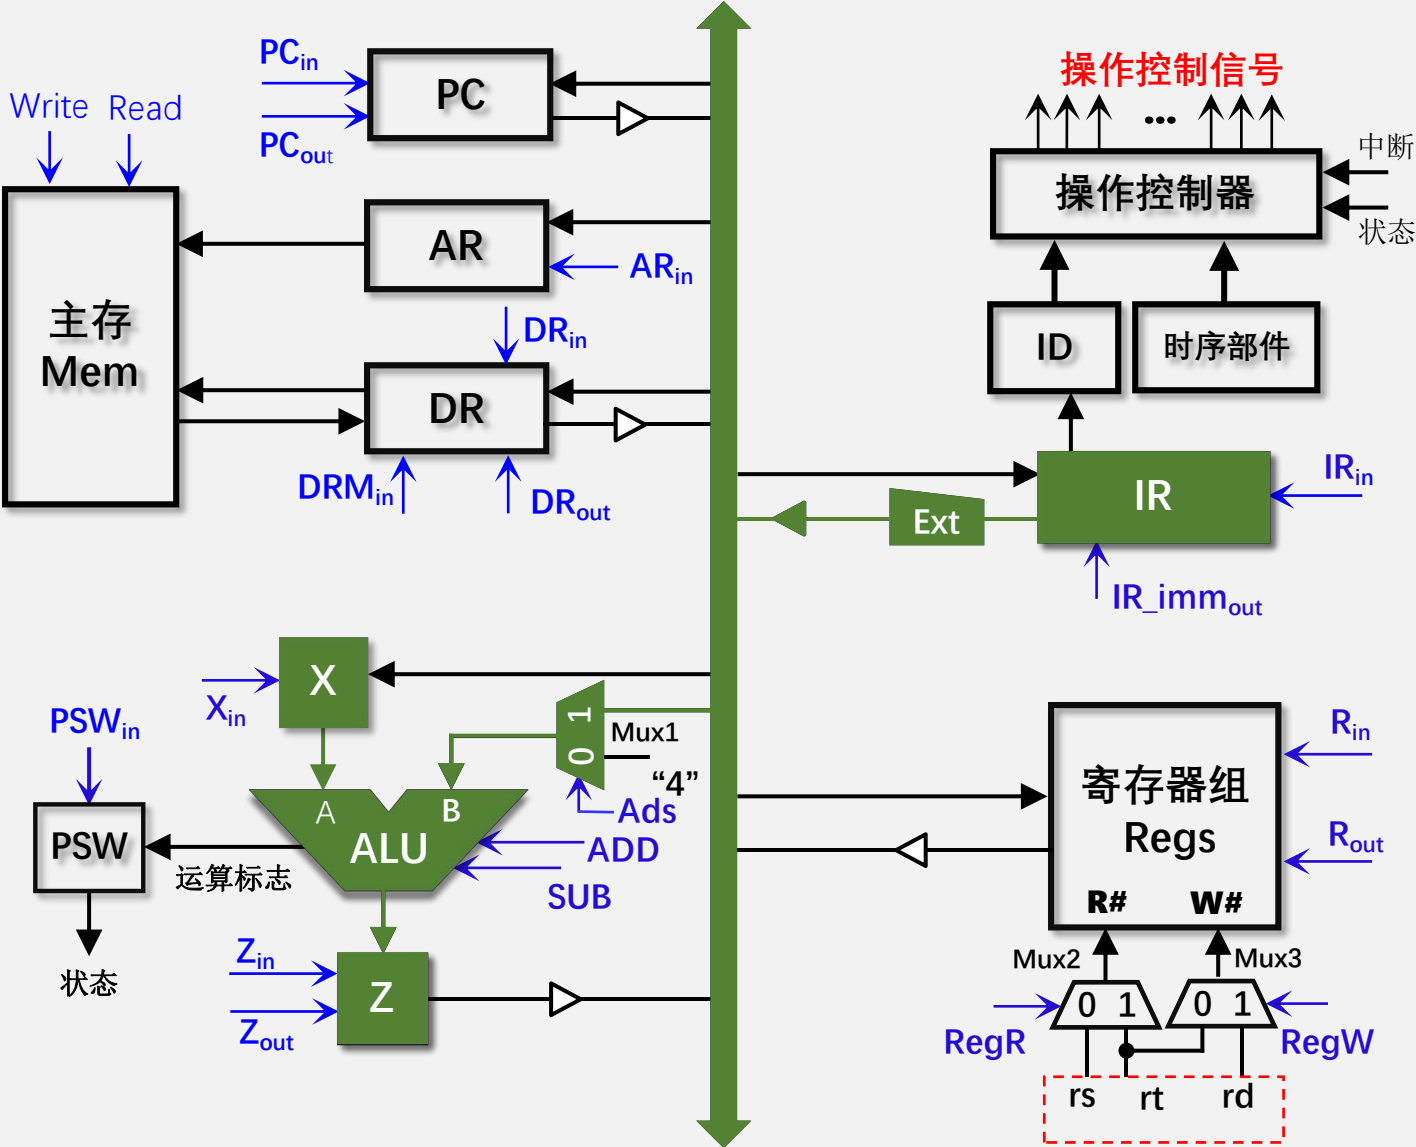 PCin
PC
PCout
Write
Read
操作控制信号
...
中断
操作控制器
状态
AR
ARin
主存
Mem
DRin
DR
DRMin
DRout
ID
时序部件
IR
IRin
Ext
IR_immout
X
Xin
PSWin
1
0
Mux1
“4”
Ads
A
B
ALU
ADD
SUB
PSW
运算标志
状态
Zin
Z
Zout
Rin
寄存器组
Regs
Rout
R#
W#
Mux2
Mux3
0 1
0 1
RegR
RegW
rs
rt
rd